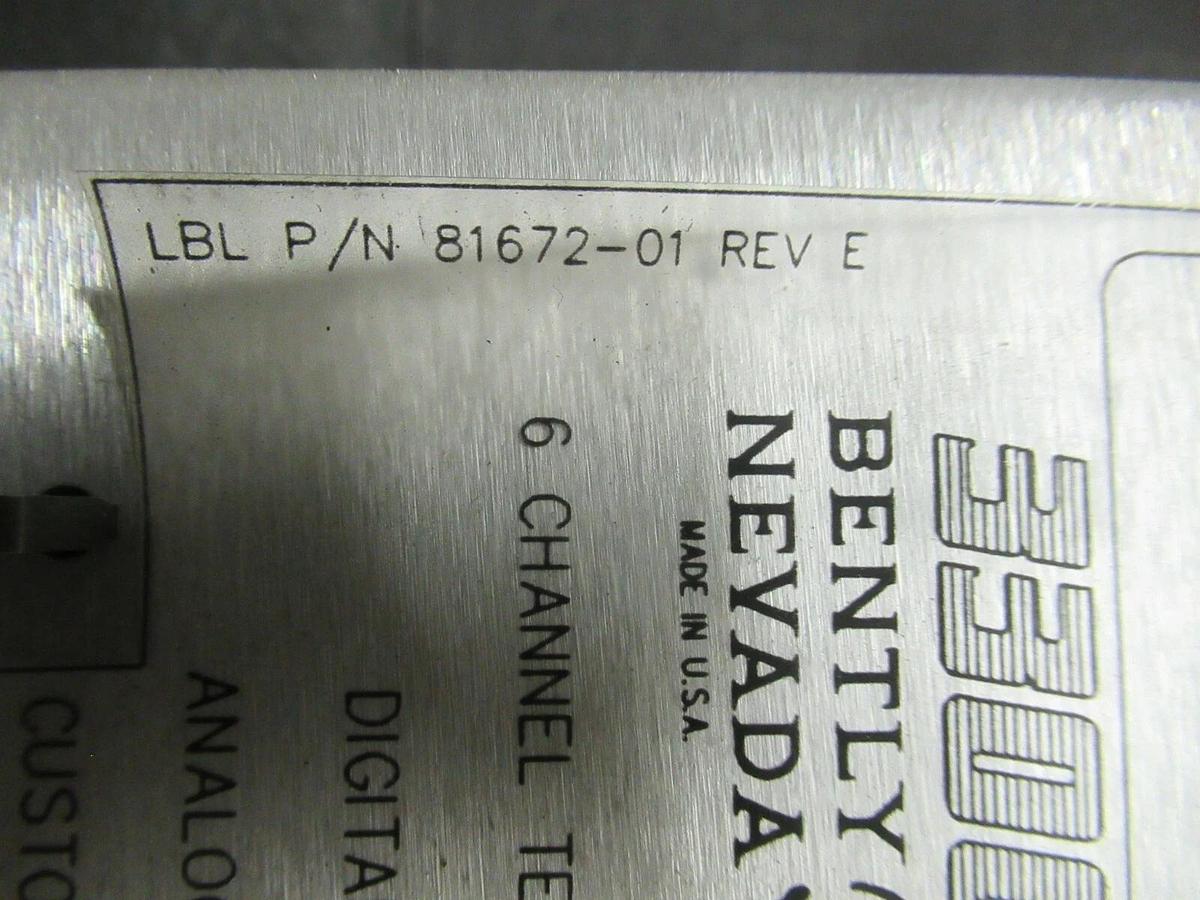 LBL P/N 81672-01 REV E
3300
BENTLY
NEVADA
MADE IN U.S.A.
6 CHANNEL TE
DIGITA
ANALO
CUSTO